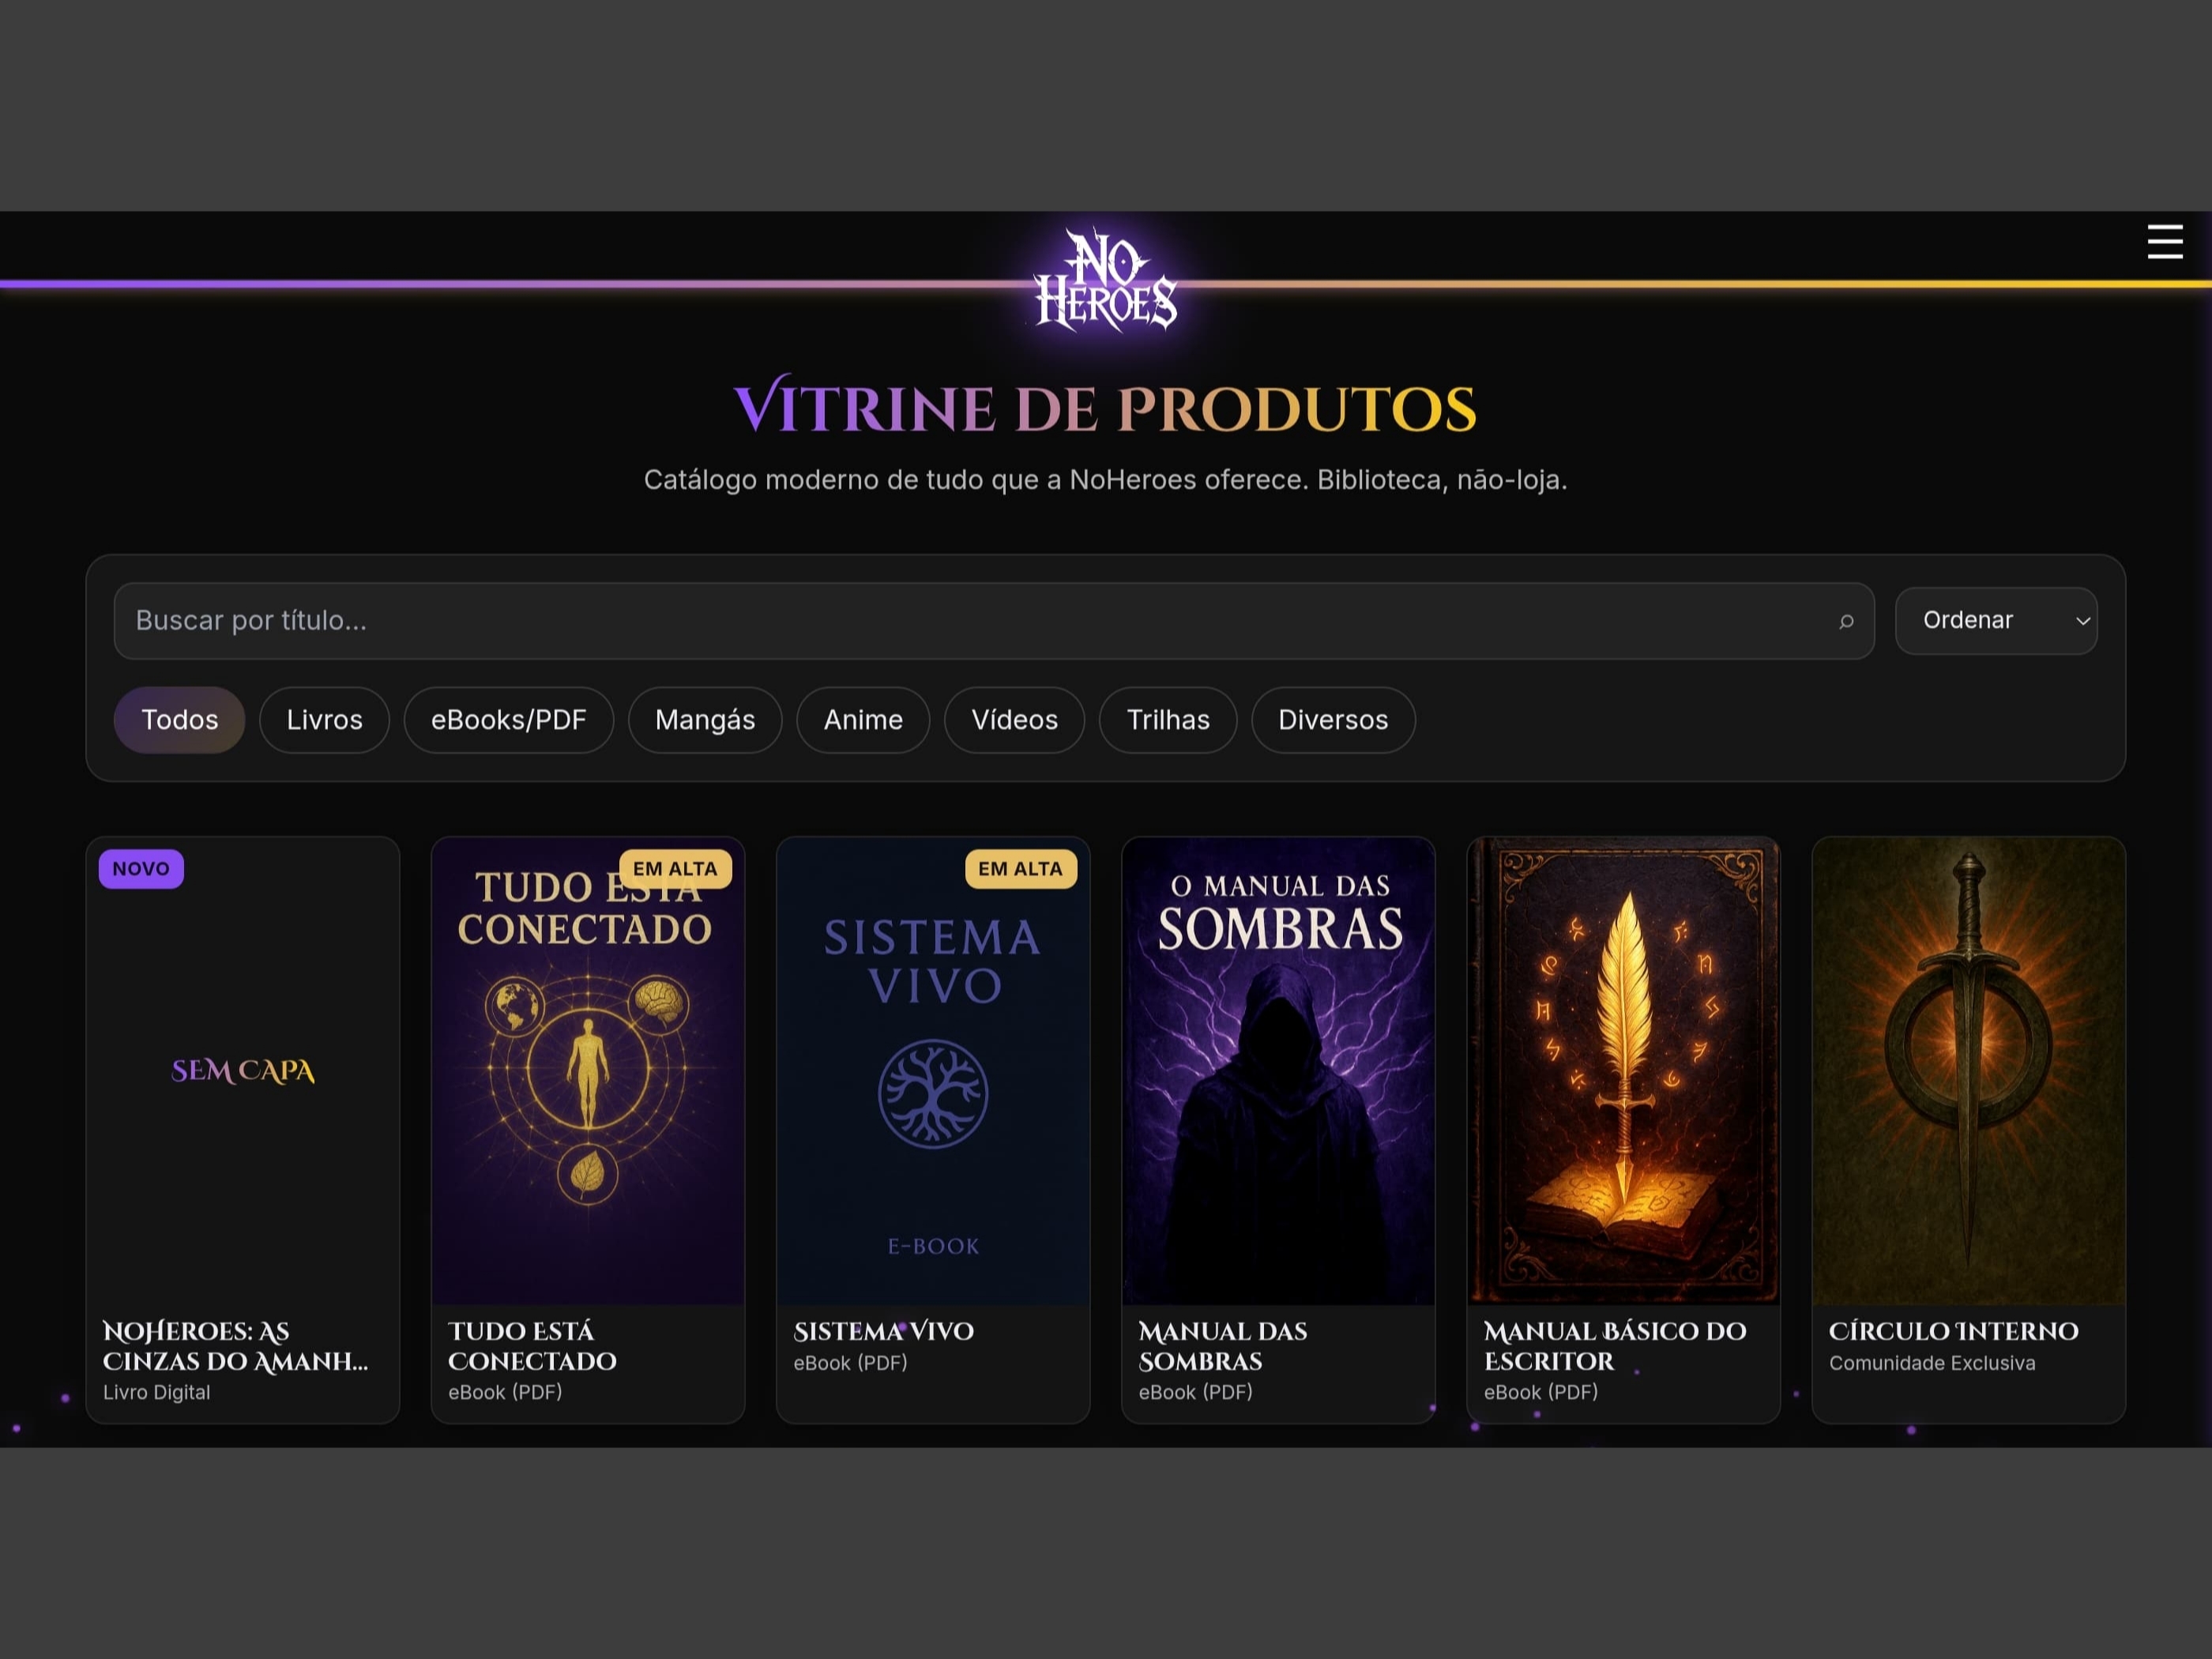 NO
HEROES
VITRINE DE PRODUTOS
Catálogo moderno de tudo que a NoHeroes oferece. Biblioteca, não-loja.
Buscar por título...
Ordenar
Todos
Livros
eBooks/PDF
Mangás
Anime
Vídeos
Trilhas
Diversos
NOVO
SEM CAPA
NOHEROES: AS
CINZAS DO AMANH...
Livro Digital
EM ALTA
TUDO ESTÁ
CONECTADO
TUDO ESTÁ
CONECTADO
eBook (PDF)
EM ALTA
SISTEMA
VIVO
E-BOOK
SISTEMA VIVO
eBook (PDF)
O MANUAL DAS
SOMBRAS
MANUAL DAS
SOMBRAS
eBook (PDF)
MANUAL BÁSICO DO
ESCRITOR
eBook (PDF)
CÍRCULO INTERNO
Comunidade Exclusiva